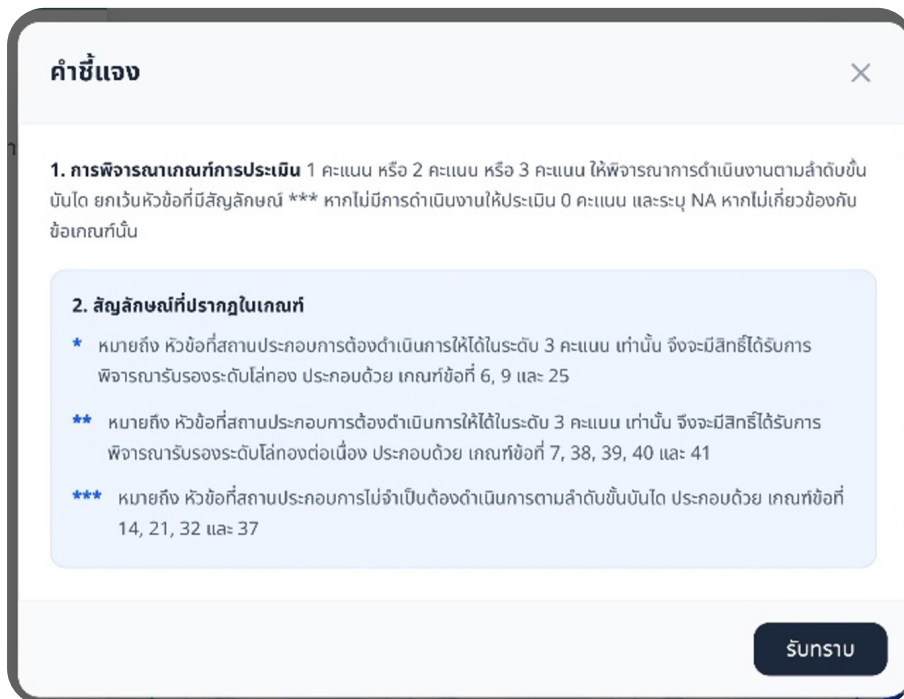 คำชี้แจง
1. การพิจารณาเกณฑ์การประเมิน 1 คะแนน หรือ 2 คะแนน หรือ 3 คะแนน ให้พิจารณาการดำเนินงานตามลำดับขั้น
บันได ยกเว้นหัวข้อที่มีสัญลักษณ์ *** หากไม่มีการดำเนินงานให้ประเมิน 0 คะแนน และระบุ NA หากไม่เกี่ยวข้องกับ
ข้อเกณฑ์นั้น
2. สัญลักษณ์ที่ปรากฏในเกณฑ์
* หมายถึง หัวข้อที่สถานประกอบการต้องดำเนินการให้ได้ในระดับ 3 คะแนน เท่านั้น จึงจะมีสิทธิ์ได้รับการ
พิจารณารับรองระดับโล่ทอง ประกอบด้วย เกณฑ์ข้อที่ 6, 9 และ 25
** หมายถึง หัวข้อที่สถานประกอบการต้องดำเนินการให้ได้ในระดับ 3 คะแนน เท่านั้น จึงจะมีสิทธิ์ได้รับการ
พิจารณารับรองระดับโล่ทองต่อเนื่อง ประกอบด้วย เกณฑ์ข้อที่ 7, 38, 39, 40 และ 41
*** หมายถึง หัวข้อที่สถานประกอบการไม่จำเป็นต้องดำเนินการตามลำดับขั้นบันได ประกอบด้วย เกณฑ์ข้อที่
14, 21, 32 และ 37
รับทราบ